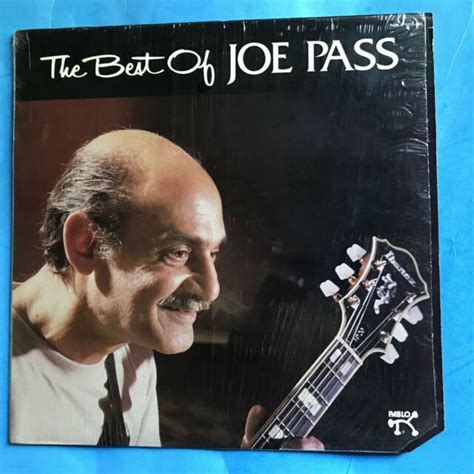 The Best Of JOE PASS
Ibanez
PABLO